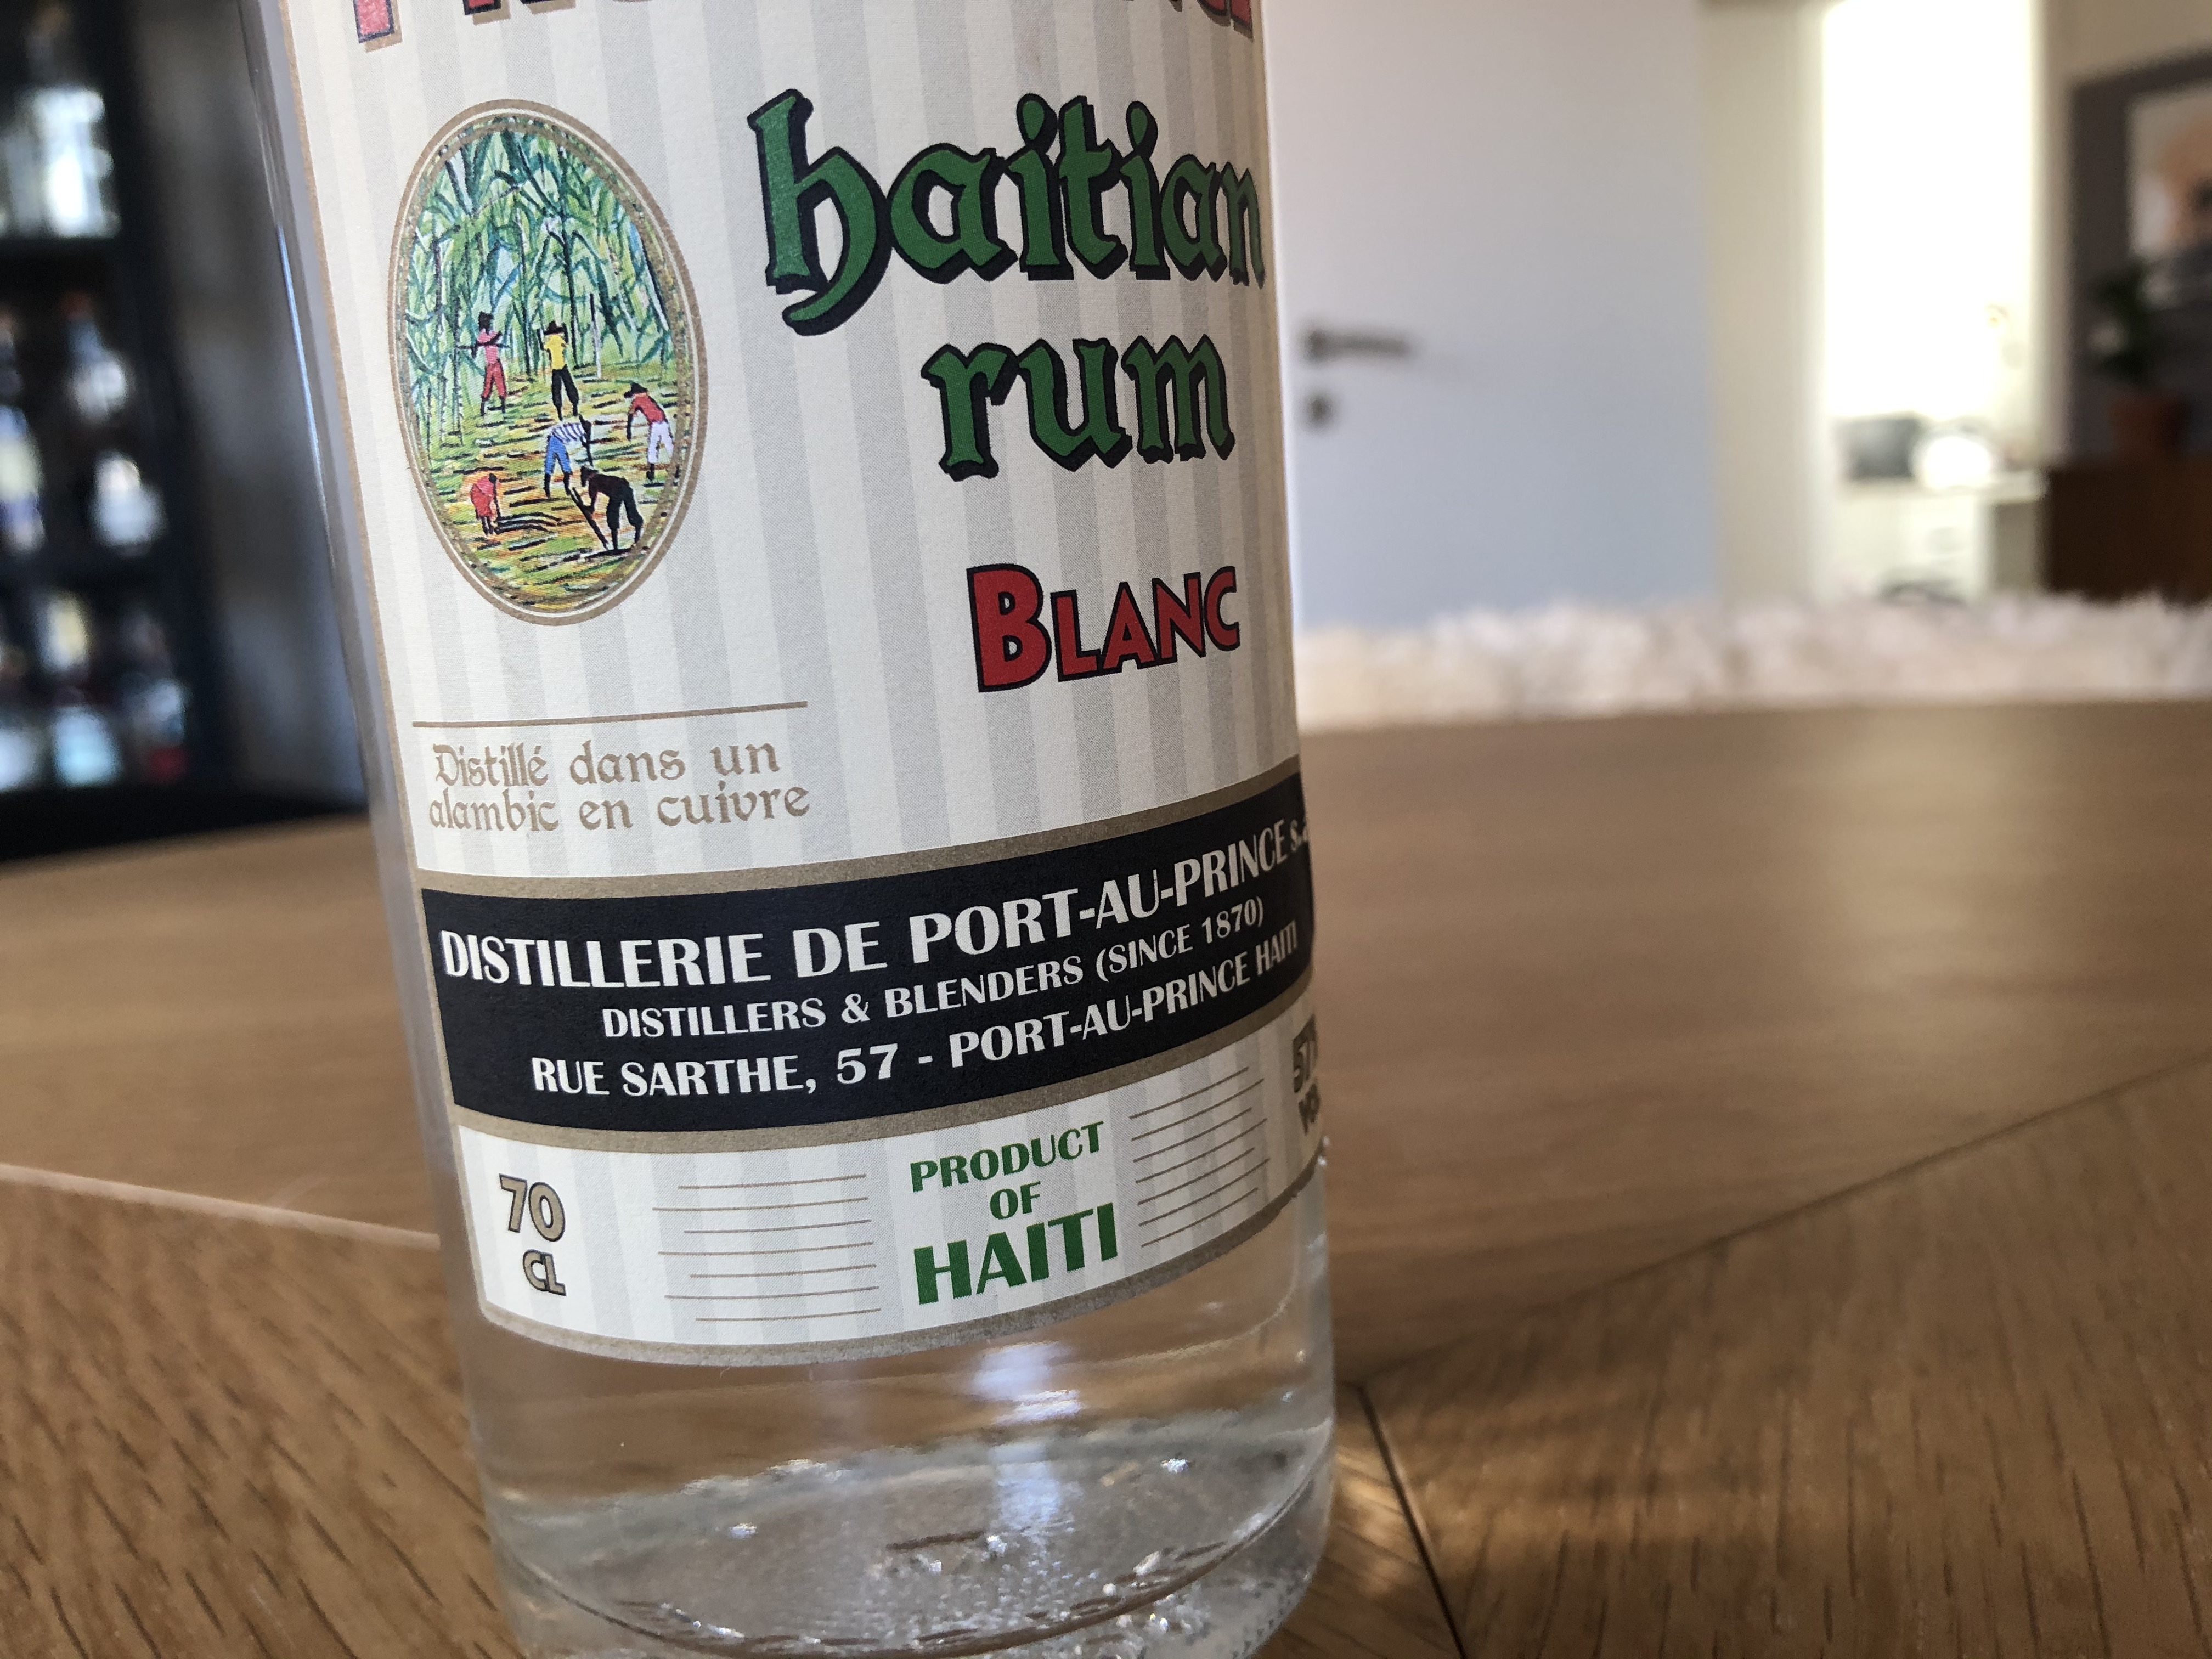 haitian
rum
BLANC
Distillé dans un
alambic en cuivre
DISTILLERIE DE PORT-AU-PRINCE
DISTILLERS & BLENDERS (SINCE 1870)
RUE SARTHE, 57 - PORT-AU-PRINCE HAITI
70
CL
PRODUCT
OF
HAITI